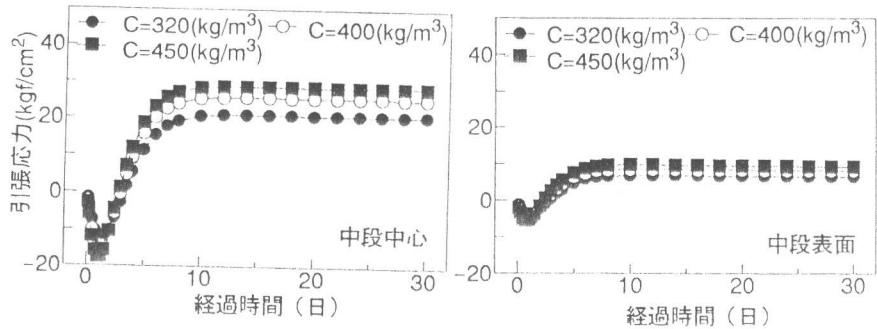 C=320(kg/m³) C=400(kg/m³)
C=450(kg/m³)
引張応力(kgf/cm²)
40
20
0
-20
中段中心
0 10 20 30
経過時間（日）
C=320(kg/m³) C=400(kg/m³)
C=450(kg/m³)
40
20
0
-20
中段表面
0 10 20 30
経過時間（日）